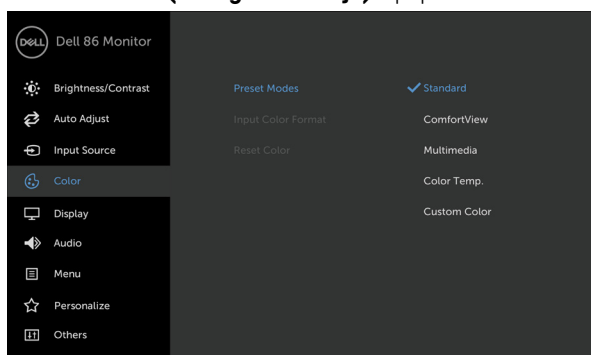 DELL
Dell 86 Monitor
Brightness/Contrast
Auto Adjust
Input Source
Color
Display
Audio
Menu
Personalize
Others
Preset Modes
Input Color Format
Reset Color
Standard
ComfortView
Multimedia
Color Temp.
Custom Color